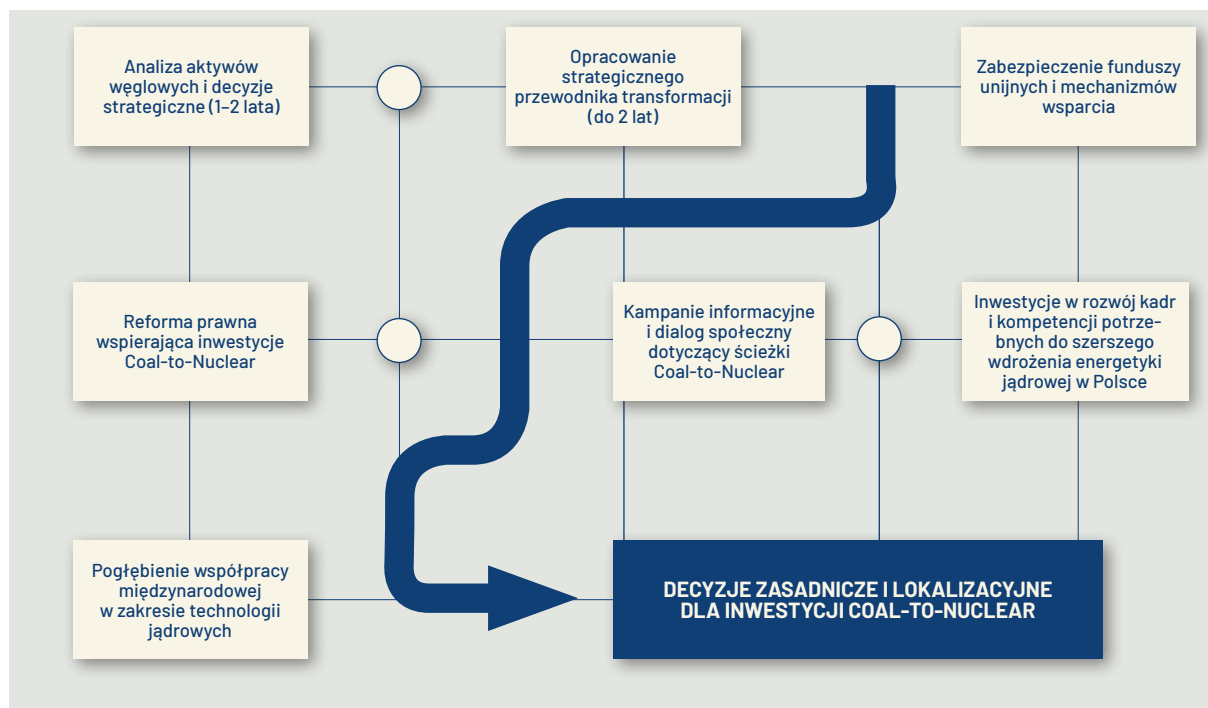 Analiza aktywów
węglowych i decyzje
strategiczne (1–2 lata)
Opracowanie
strategicznego
przewodnika transformacji
(do 2 lat)
Zabezpieczenie funduszy
unijnych i mechanizmów
wsparcia
Reforma prawna
wspierająca inwestycje
Coal-to-Nuclear
Kampanie informacyjne
i dialog społeczny
dotyczący ścieżki
Coal-to-Nuclear
Inwestycje w rozwój kadr
i kompetencji potrze-
bnych do szerszego
wdrożenia energetyki
jądrowej w Polsce
Pogłębienie współpracy
międzynarodowej
w zakresie technologii
jądrowych
DECYZJE ZASADNICZE I LOKALIZACYJNE
DLA INWESTYCJI COAL-TO-NUCLEAR